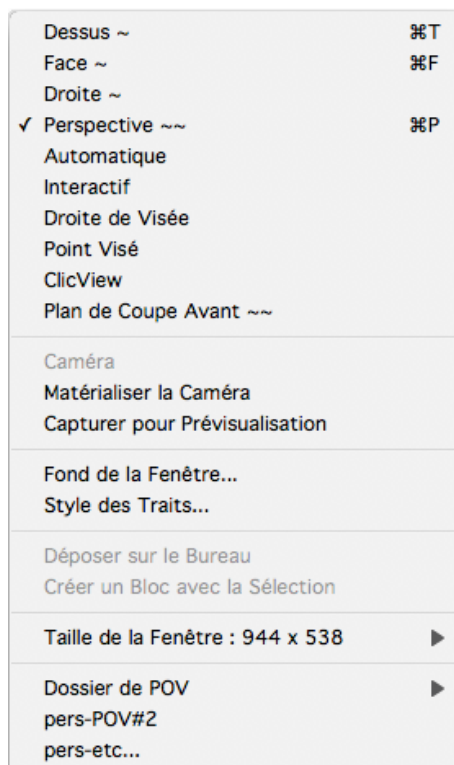 Dessus ~ ⌘T
Face ~ ⌘F
Droite ~
✓ Perspective ~~ ⌘P
Automatique
Interactif
Droite de Visée
Point Visé
ClicView
Plan de Coupe Avant ~~
Caméra
Matérialiser la Caméra
Capturer pour Prévisualisation
Fond de la Fenêtre...
Style des Traits...
Déposer sur le Bureau
Créer un Bloc avec la Sélection
Taille de la Fenêtre : 944 x 538 ▶
Dossier de POV ▶
pers-POV#2
pers-etc...